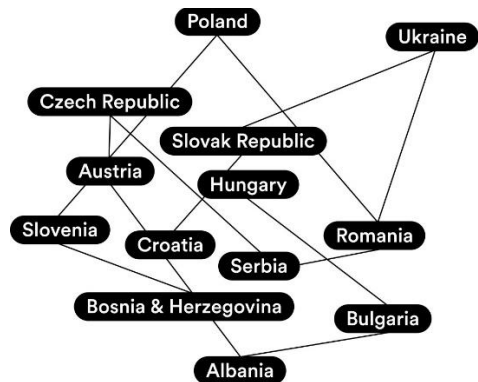 Poland
Ukraine
Czech Republic
Slovak Republic
Austria
Hungary
Slovenia
Croatia
Romania
Serbia
Bosnia & Herzegovina
Bulgaria
Albania